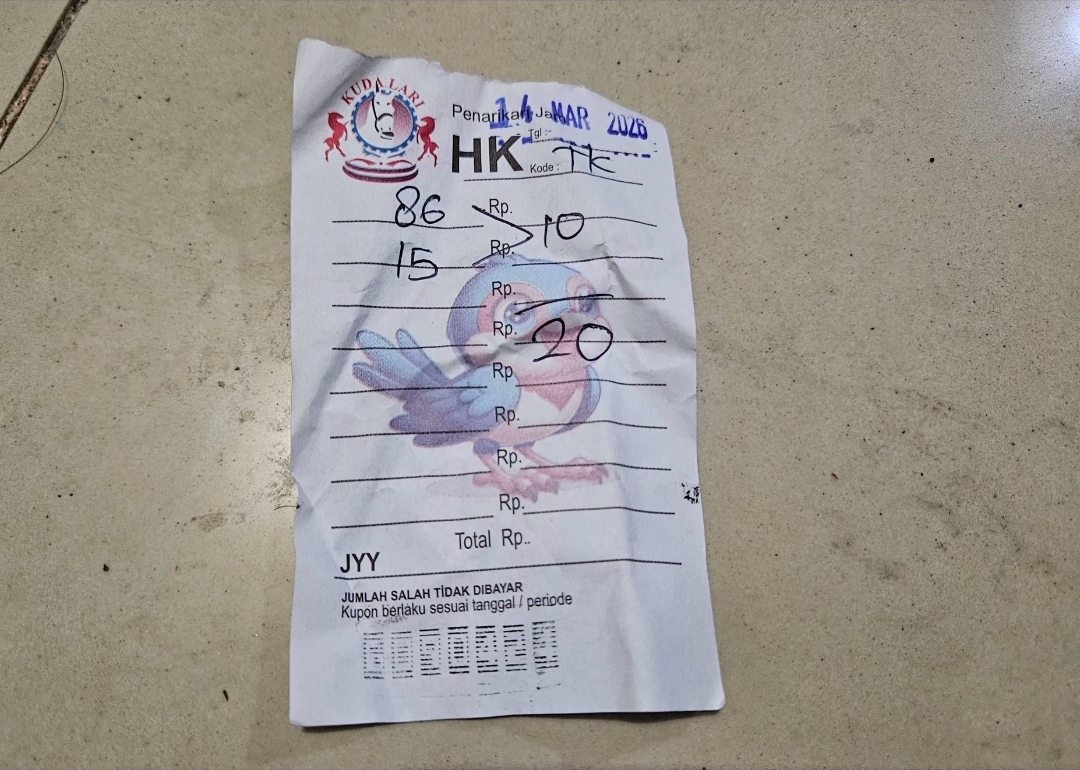 KUDA LARI
Penarikan Jam
14 MAR 2026
Tgl :-
HK Kode : TK
86 Rp.
10
15 Rp.
Rp.
Rp. 20
Rp
Rp.
Rp.
Rp.
Total Rp..
JYY
JUMLAH SALAH TIDAK DIBAYAR
Kupon berlaku sesuai tanggal / periode